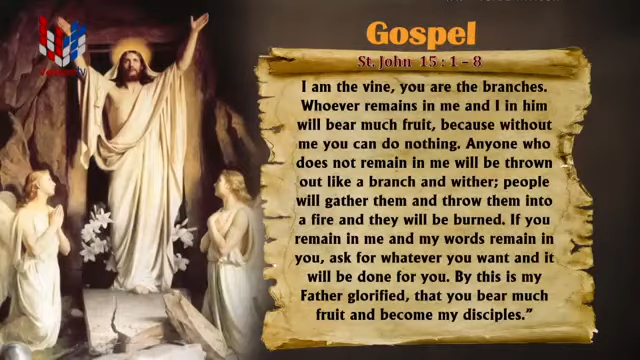 Gospel
St. John 15 : 1 – 8
I am the vine, you are the branches.
Whoever remains in me and I in him
will bear much fruit, because without
me you can do nothing. Anyone who
does not remain in me will be thrown
out like a branch and wither; people
will gather them and throw them into
a fire and they will be burned. If you
remain in me and my words remain in
you, ask for whatever you want and it
will be done for you. By this is my
Father glorified, that you bear much
fruit and become my disciples.”